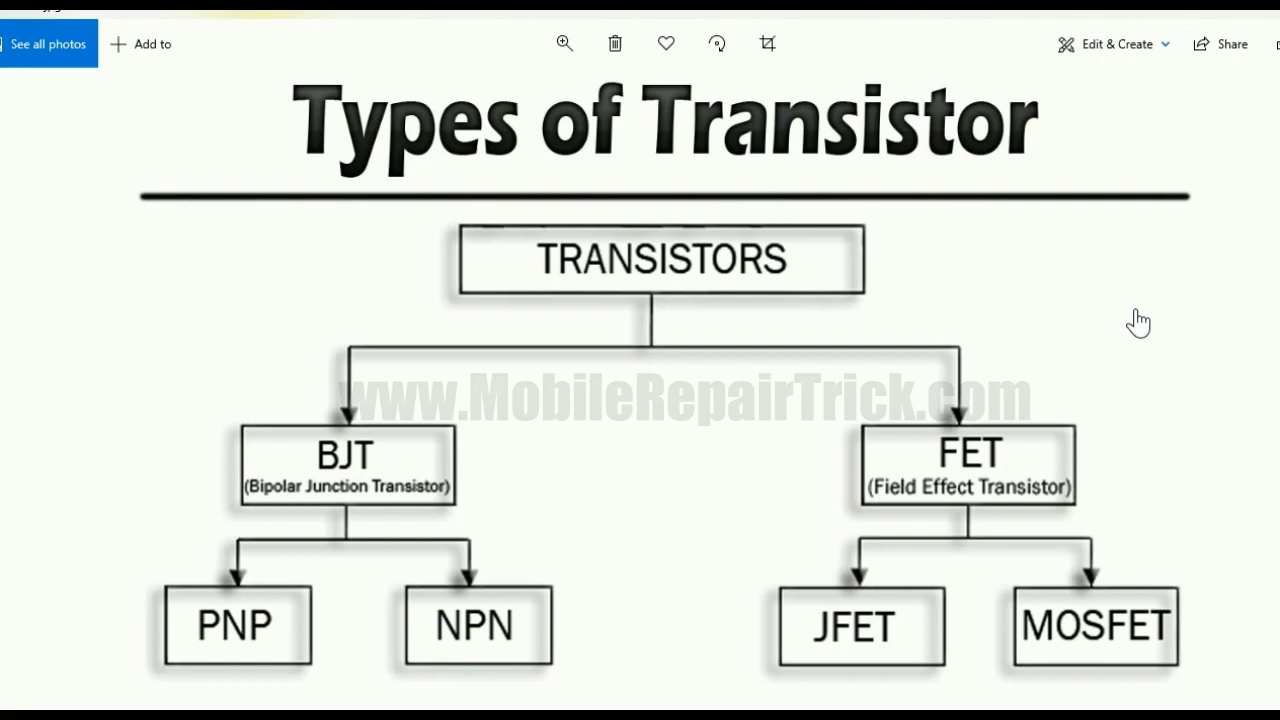 See all photos
Add to
Edit & Create
Share
Types of Transistor
TRANSISTORS
www.MobileRepairTrick.com
BJT
(Bipolar Junction Transistor)
FET
(Field Effect Transistor)
PNP
NPN
JFET
MOSFET